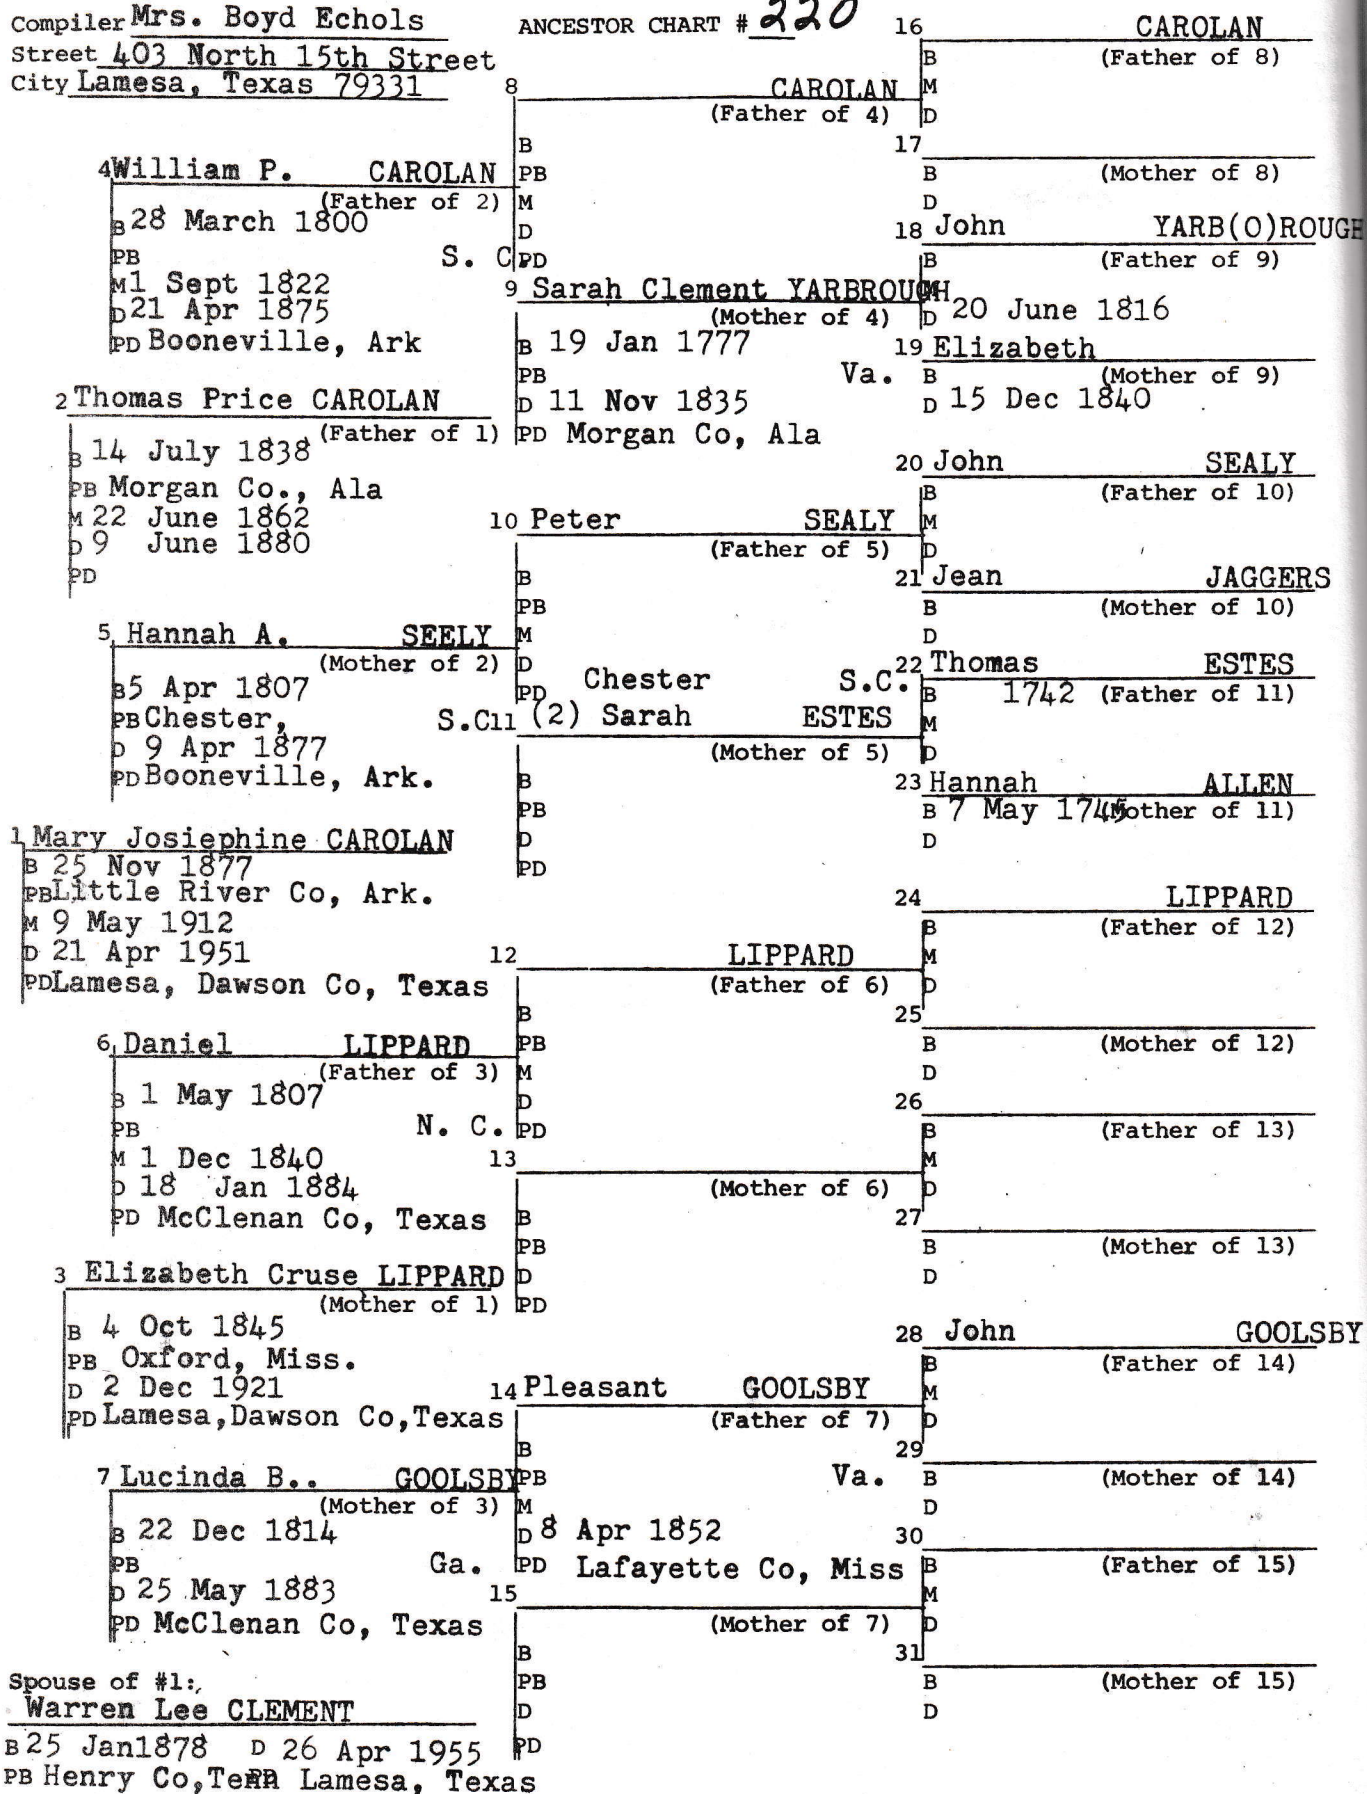 Compiler Mrs. Boyd Echols
Street 403 North 15th Street
City Lamesa, Texas 79331
ANCESTOR CHART # 220
1 Mary Josiephine CAROLAN
B 25 Nov 1877
PB Little River Co, Ark.
M 9 May 1912
D 21 Apr 1951
PD Lamesa, Dawson Co, Texas
2 Thomas Price CAROLAN
(Father of 1)
B 14 July 1838
PB Morgan Co., Ala
M 22 June 1862
D 9 June 1880
PD
3 Elizabeth Cruse LIPPARD
(Mother of 1)
B 4 Oct 1845
PB Oxford, Miss.
D 2 Dec 1921
PD Lamesa, Dawson Co, Texas
4 William P. CAROLAN
(Father of 2)
B 28 March 1800
PB S. C
M 1 Sept 1822
D 21 Apr 1875
PD Booneville, Ark
5 Hannah A. SEELY
(Mother of 2)
B 5 Apr 1807
PB Chester, S.C
D 9 Apr 1877
PD Booneville, Ark.
6 Daniel LIPPARD
(Father of 3)
B 1 May 1807
PB N. C.
M 1 Dec 1840
D 18 Jan 1884
PD McClenan Co, Texas
7 Lucinda B.. GOOLSBY
(Mother of 3)
B 22 Dec 1814
PB Ga.
D 25 May 1883
PD McClenan Co, Texas
Spouse of #1:
Warren Lee CLEMENT
B 25 Jan1878 D 26 Apr 1955
PB Henry Co, Tenn Lamesa, Texas
8 CAROLAN
(Father of 4)
B
PB
M
D
PD
9 Sarah Clement YARBROUGH
(Mother of 4)
B 19 Jan 1777
PB Va.
D 11 Nov 1835
PD Morgan Co, Ala
10 Peter SEALY
(Father of 5)
B
PB
M
D
PD Chester S.C.
11 (2) Sarah ESTES
(Mother of 5)
B
PB
D
PD
12 LIPPARD
(Father of 6)
B
PB
M
D
PD
13
(Mother of 6)
B
PB
D
PD
14 Pleasant GOOLSBY
(Father of 7)
B
PB Va.
M
D 8 Apr 1852
PD Lafayette Co, Miss
15
(Mother of 7)
B
PB
D
PD
16 CAROLAN
(Father of 8)
B
M
D
17
(Mother of 8)
B
D
18 John YARB(O)ROUGH
(Father of 9)
B
M
D 20 June 1816
19 Elizabeth
(Mother of 9)
B
D 15 Dec 1840
20 John SEALY
(Father of 10)
B
M
D
21 Jean JAGGERS
(Mother of 10)
B
D
22 Thomas ESTES
B 1742 (Father of 11)
M
D
23 Hannah ALLEN
B 7 May 1745 (Mother of 11)
D
24 LIPPARD
(Father of 12)
B
M
D
25
(Mother of 12)
B
D
26
(Father of 13)
B
M
D
27
(Mother of 13)
B
D
28 John GOOLSBY
(Father of 14)
B
M
D
29
(Mother of 14)
B
D
30
(Father of 15)
B
M
D
31
(Mother of 15)
B
D